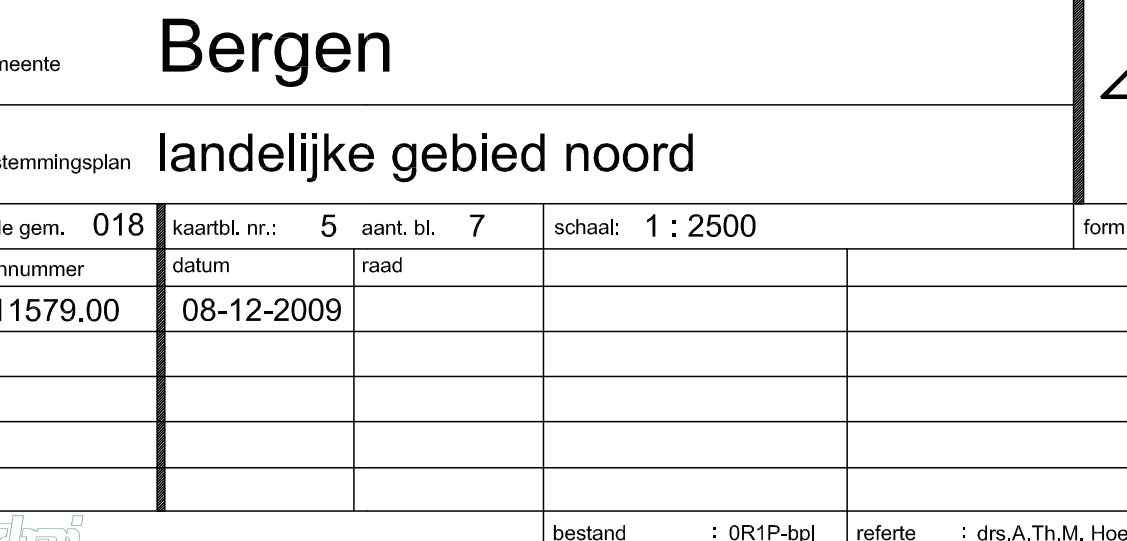 meente Bergen
stemmingsplan landelijke gebied noord
de gem. 018 kaartbl. nr.: 5 aant. bl. 7 schaal: 1 : 2500 form
nnummer datum raad
11579.00 08-12-2009
bestand : 0R1P-bpl referte : drs.A.Th.M. Hoe